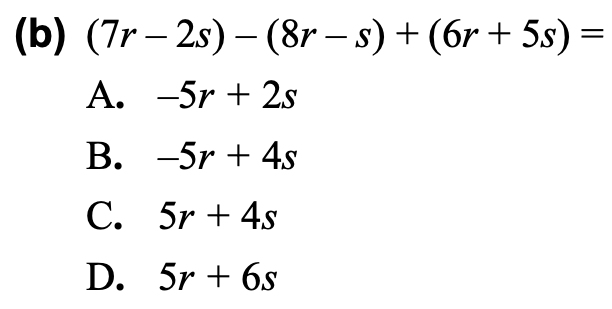 (b) (7r – 2s) – (8r – s) + (6r + 5s) =
A. –5r + 2s
B. –5r + 4s
C. 5r + 4s
D. 5r + 6s